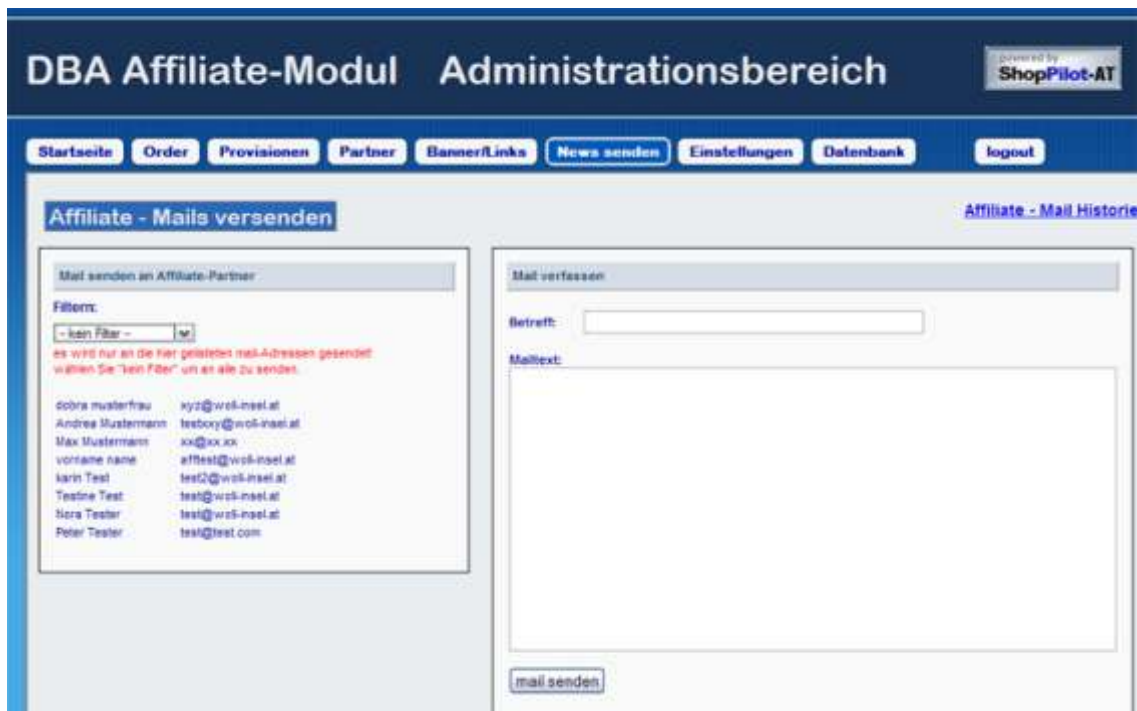 DBA Affiliate-Modul Administrationsbereich
powered by
ShopPilot-AT
Startseite Order Provisionen Partner Banner/Links News senden Einstellungen Datenbank logout
Affiliate - Mails versenden
Affiliate - Mail Historie
Mail senden an Affiliate-Partner
Filtern:
- kein Filter -
es wird nur an die hier gelisteten mail-Adressen gesendet!
wählen Sie "kein Filter" um an alle zu senden.
dobra musterfrau xyz@woll-insel.at
Andrea Mustermann testxxy@woll-insel.at
Max Mustermann xx@xx.xx
vorname name afftest@woll-insel.at
karin Test test2@woll-insel.at
Testine Test test@woll-insel.at
Nora Tester test@woll-insel.at
Peter Tester test@test.com
Mail verfassen
Betreff:
Mailtext:
mail senden